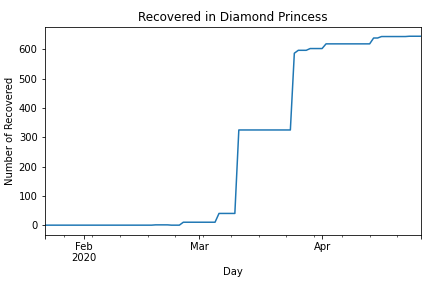 Recovered in Diamond Princess
Number of Recovered
600
500
400
300
200
100
0
Feb
2020
Mar
Apr
Day